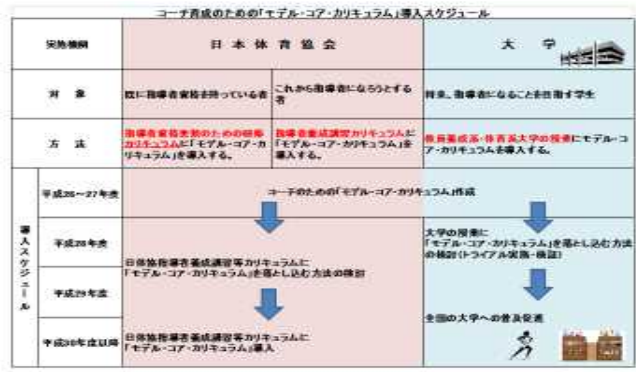 コーチ育成のための「モデル・コア・カリキュラム」導入スケジュール
実施機関
日本体育協会
大学
対象
既に指導者資格を持っている者
これから指導者になろうとする
者
将来、指導者になることを目指す学生
方法
指導者資格更新のための研修
カリキュラムに「モデル・コア・カ
リキュラム」を導入する。
指導者養成講習カリキュラムに
「モデル・コア・カリキュラム」を
導入する。
教員養成系・体育系大学の授業にモデル・コ
ア・カリキュラムを導入する。
導入スケジュール
平成26～27年度
コーチのための「モデル・コア・カリキュラム」作成
平成28年度
平成29年度
日体協指導者養成講習等カリキュラムに
「モデル・コア・カリキュラム」を落とし込む方法の検討
大学の授業に
「モデル・コア・カリキュラム」を落とし込む方法
の検討（トライアル実施・検証）
平成30年度以降
日体協指導者養成講習等カリキュラムに
「モデル・コア・カリキュラム」導入
全国の大学への普及促進